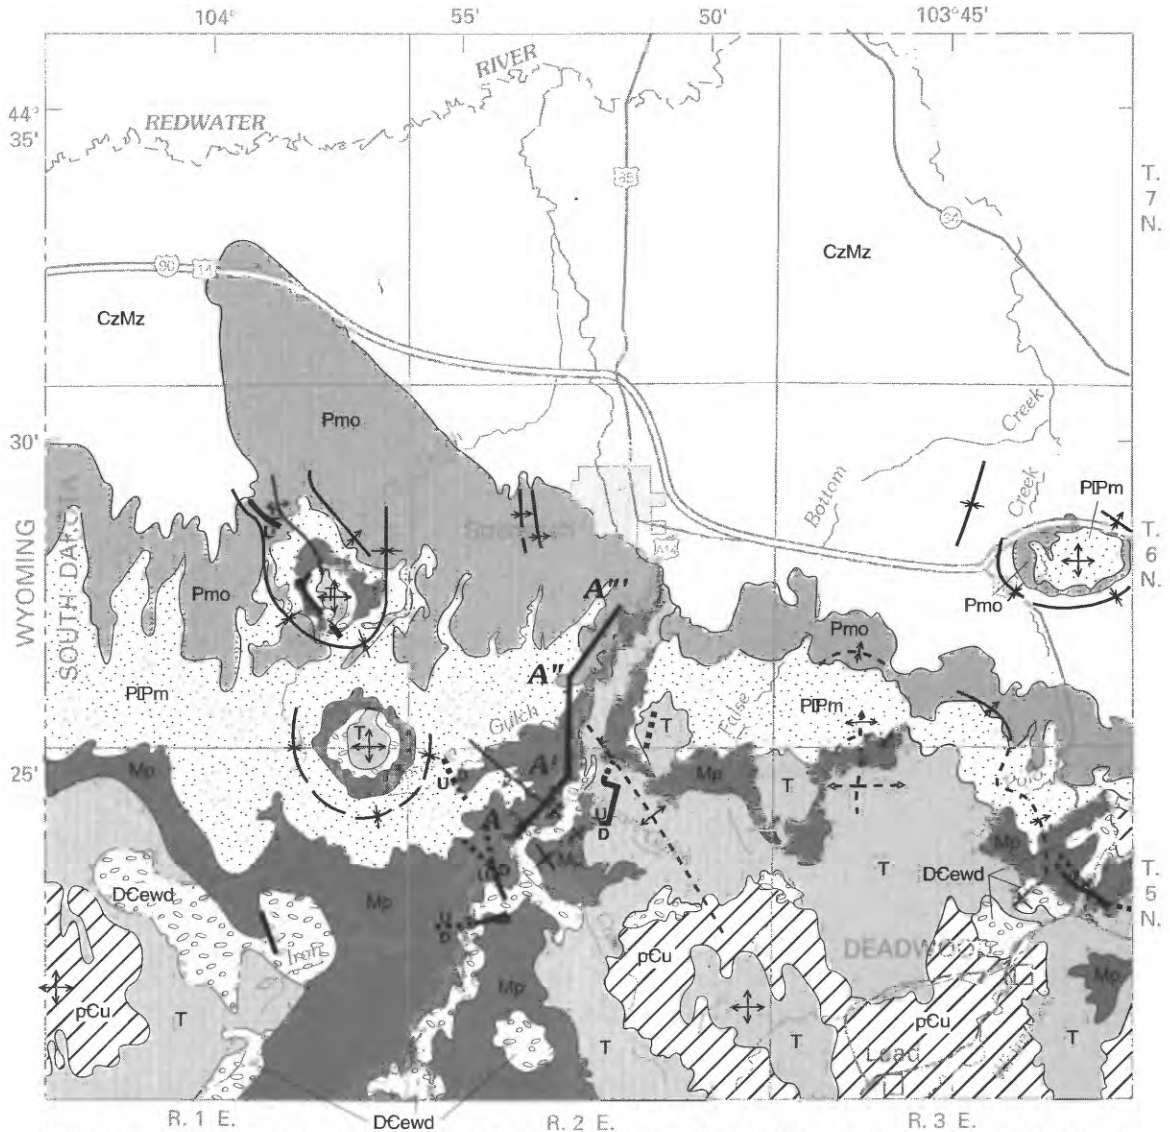 104°
55'
50'
103°45'
44°
35'
REDWATER
RIVER
85
T.
7
N.
34
CzMz
90
14
CzMz
Pmo
30'
Creek
Bottom
Creek
PIPm
WYOMING
SOUTH DAKOTA
T.
6
N.
Pmo
A'''
Pmo
Pmo
A''
PIPm
PIPm
Gulch
False
T
T
25'
Mp
U
A'
Mp
T
U
D
A
U
D
T
DCewd
DCewd
T.
5
N.
Mp
U
D
Iron
pCu
DEADWOOD
Mp
pCu
Mp
T
pCu
T
T
T
Lead
R. 1 E.
DCewd
R. 2 E.
R. 3 E.